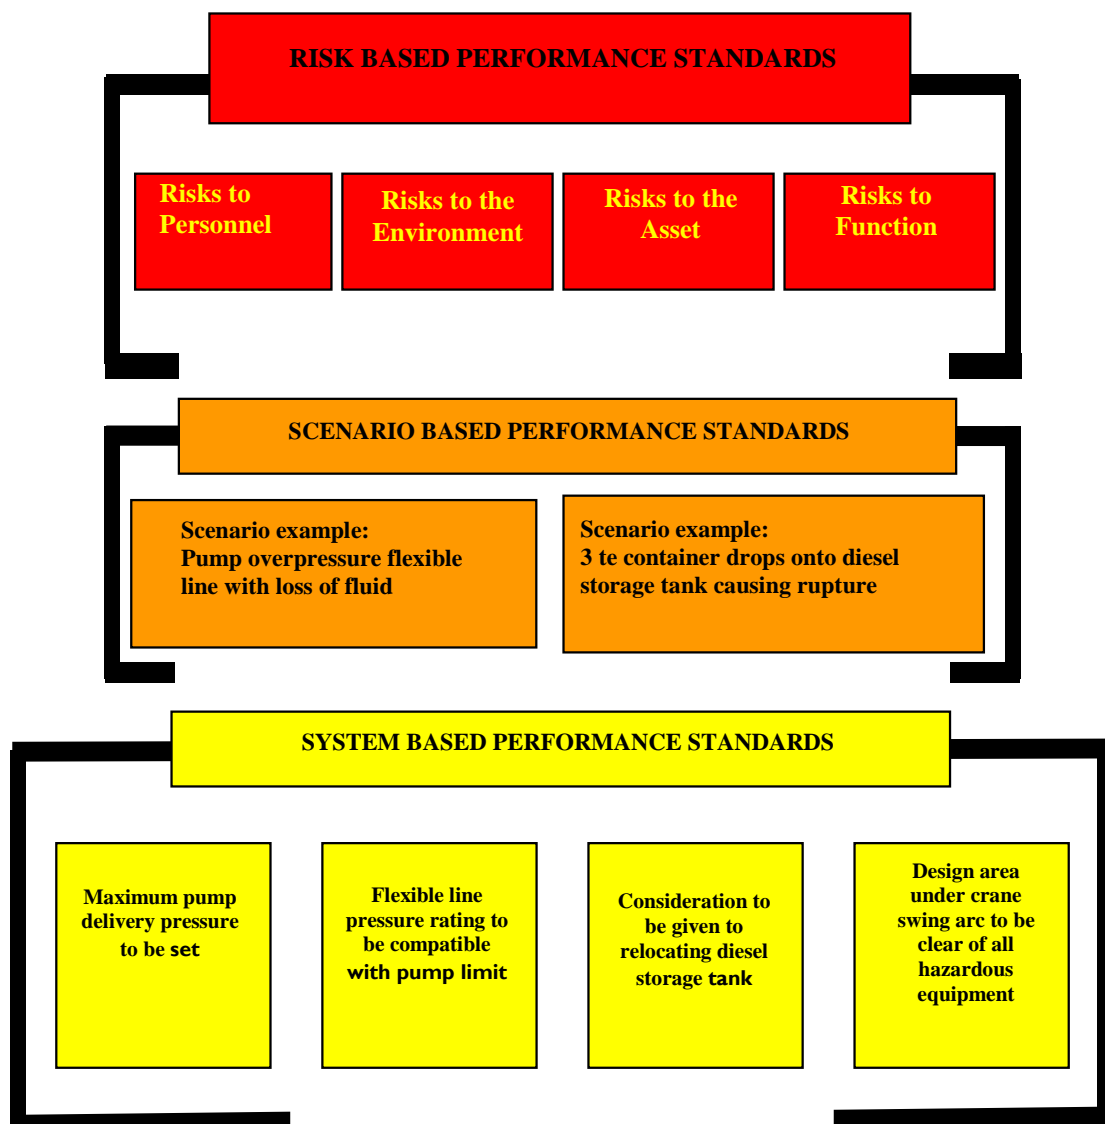 RISK BASED PERFORMANCE STANDARDS
Risks to
Personnel
Risks to the
Environment
Risks to the
Asset
Risks to
Function
SCENARIO BASED PERFORMANCE STANDARDS
Scenario example:
Pump overpressure flexible
line with loss of fluid
Scenario example:
3 te container drops onto diesel
storage tank causing rupture
SYSTEM BASED PERFORMANCE STANDARDS
Maximum pump
delivery pressure
to be set
Flexible line
pressure rating to
be compatible
with pump limit
Consideration to
be given to
relocating diesel
storage tank
Design area
under crane
swing arc to be
clear of all
hazardous
equipment